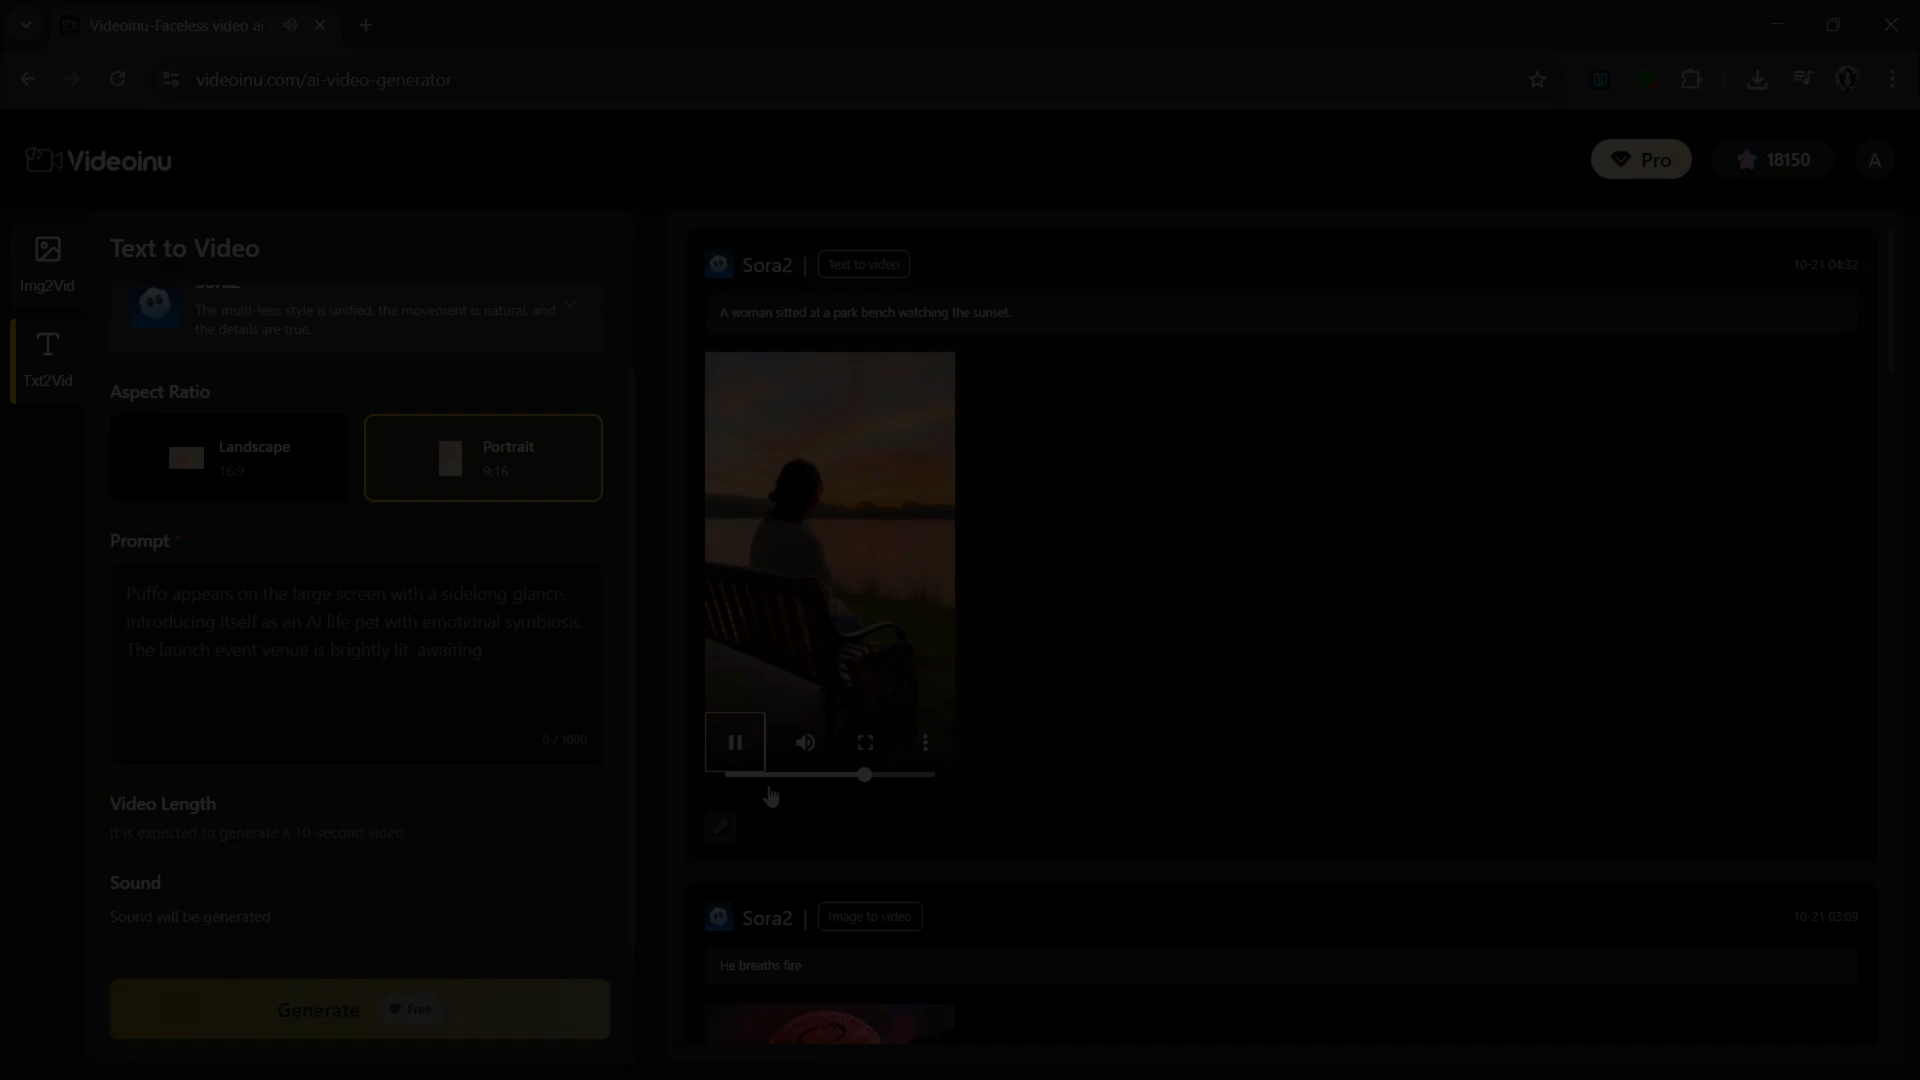 Videoinu-Faceless video ai
videoinu.com/ai-video-generator
Videoinu
Pro
18150
A
Img2Vid
Txt2Vid
Text to Video
The multi-lens style is unified, the movement is natural, and
the details are true.
Aspect Ratio
Landscape
16:9
Portrait
9:16
Prompt *
Puffo appears on the large screen with a sidelong glance,
introducing itself as an AI life pet with emotional symbiosis.
The launch event venue is brightly lit. awaiting
0 / 1000
Video Length
It is expected to generate a 10-second video
Sound
Sound will be generated
Generate
Free
Sora2 | Text to video
10-21 04:32
A woman sitted at a park bench watching the sunset.
Sora2 | Image to video
10-21 03:09
He breaths fire